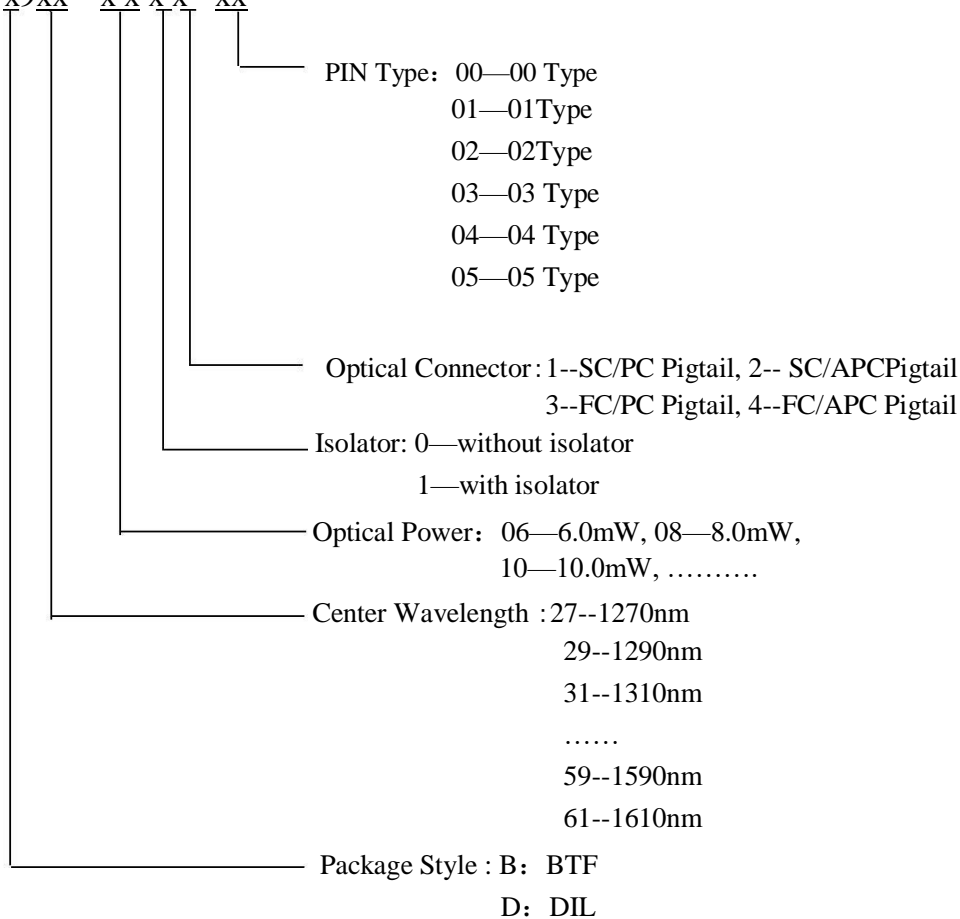 PIN Type：00—00 Type
01—01Type
02—02Type
03—03 Type
04—04 Type
05—05 Type
Optical Connector:1--SC/PC Pigtail, 2-- SC/APCPigtail
3--FC/PC Pigtail, 4--FC/APC Pigtail
Isolator: 0—without isolator
1—with isolator
Optical Power：06—6.0mW, 08—8.0mW,
10—10.0mW, ……….
Center Wavelength :27--1270nm
29--1290nm
31--1310nm
……
59--1590nm
61--1610nm
Package Style : B：BTF
D：DIL